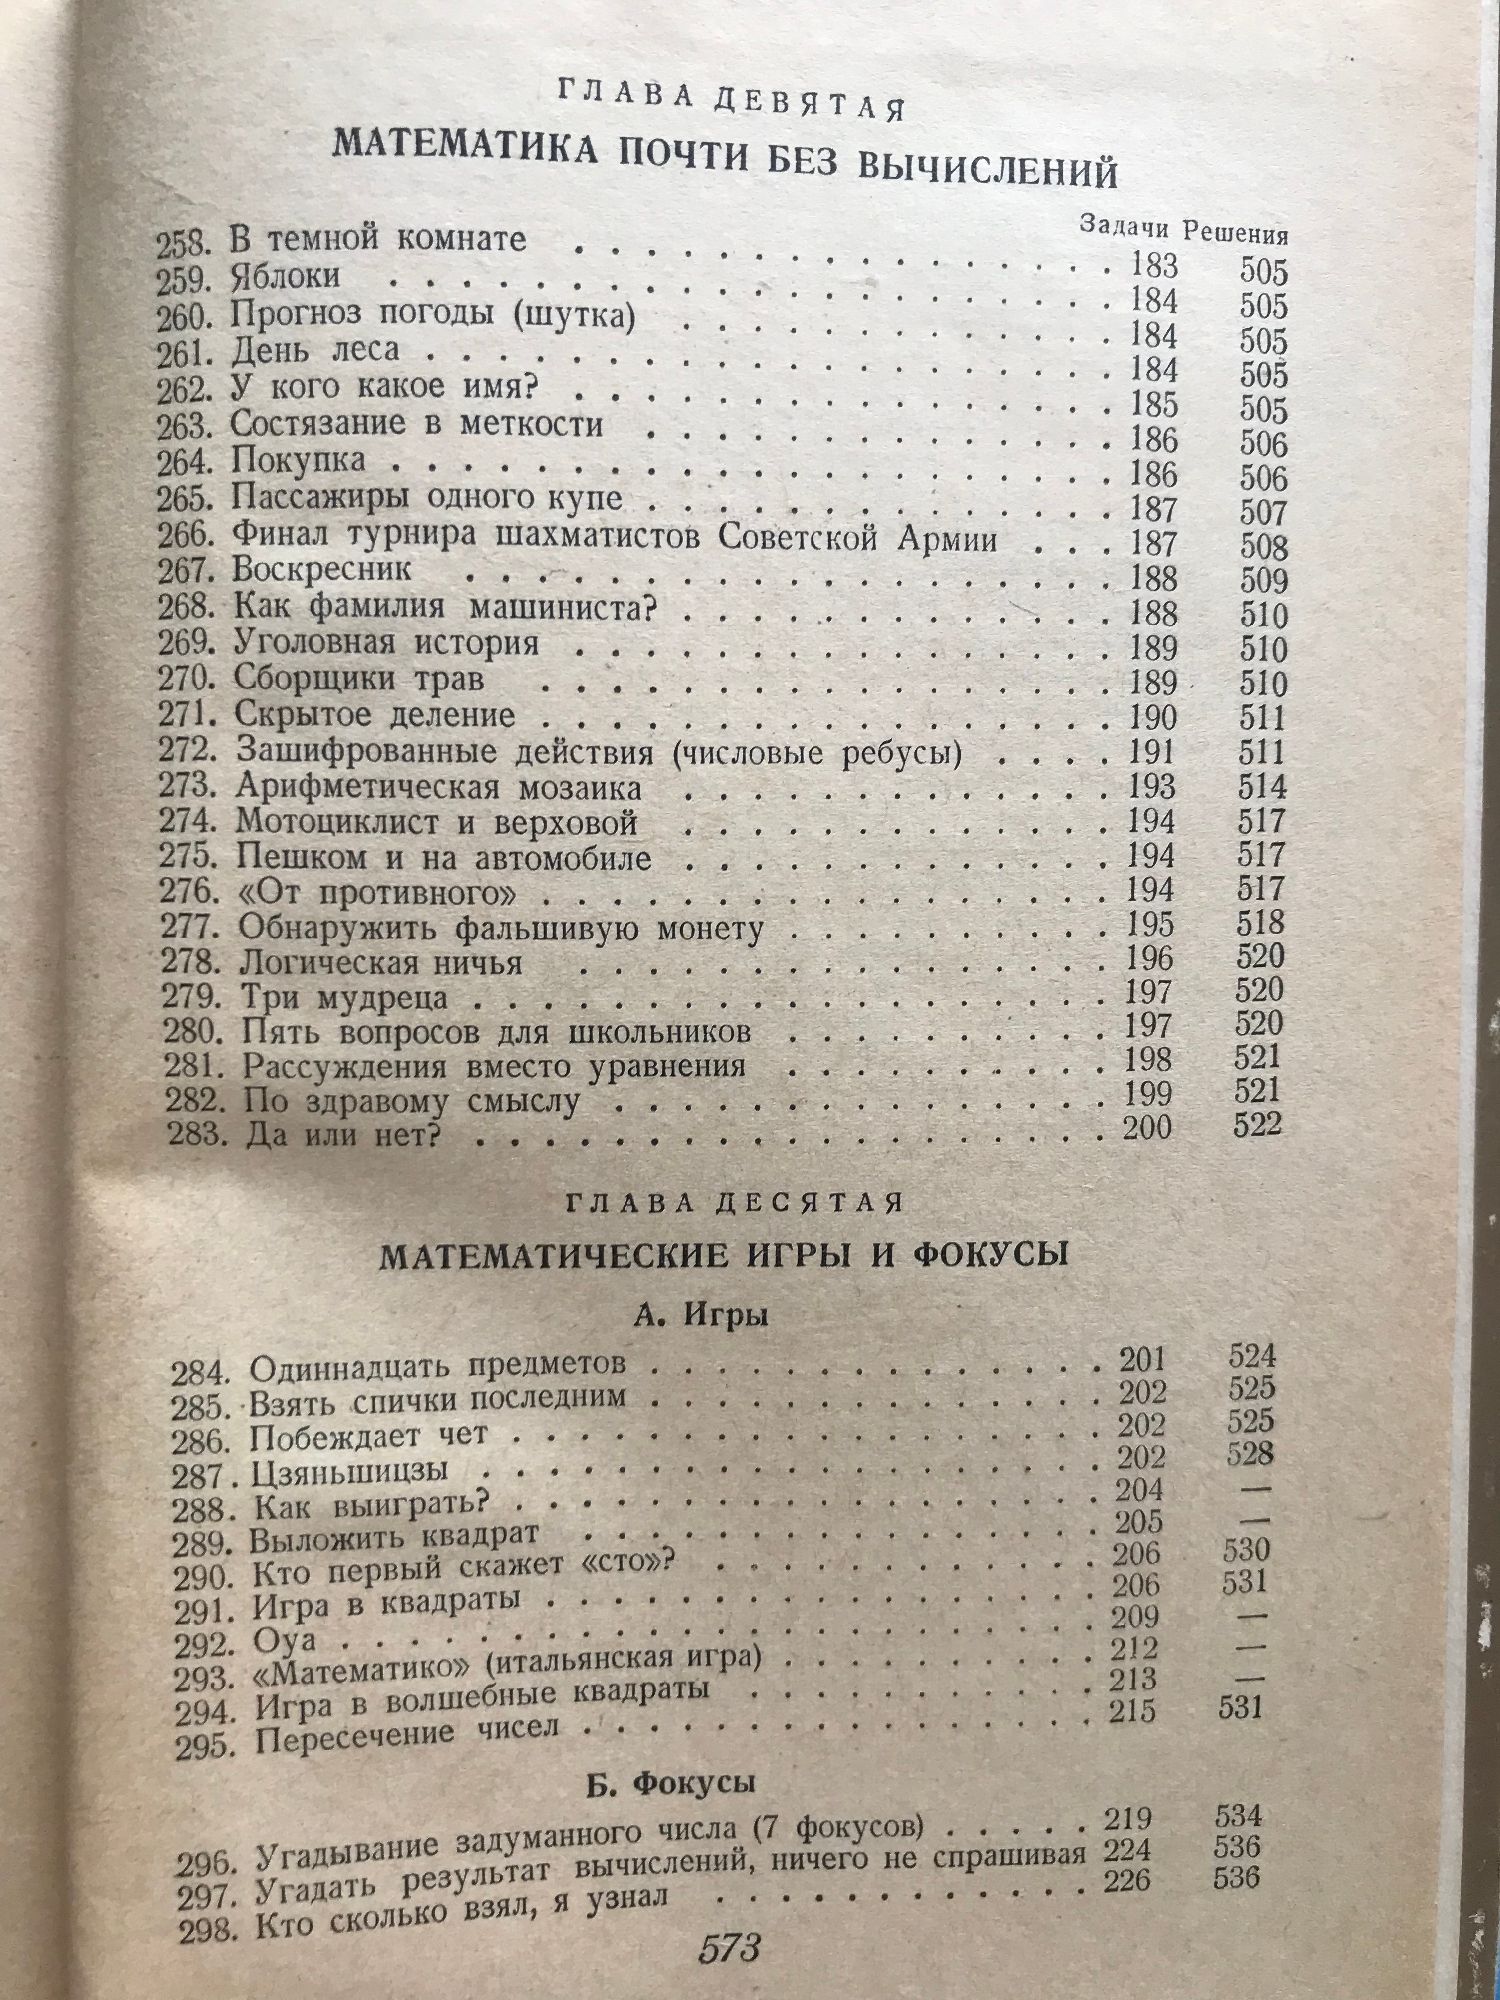 ГЛАВА ДЕВЯТАЯ
МАТЕМАТИКА ПОЧТИ БЕЗ ВЫЧИСЛЕНИЙ
Задачи Решения
258. В темной комнате . . . . . . . . . . . . . . . 183 505
259. Яблоки . . . . . . . . . . . . . . . . . . . . 184 505
260. Прогноз погоды (шутка) . . . . . . . . . . . . 184 505
261. День леса . . . . . . . . . . . . . . . . . . . 184 505
262. У кого какое имя? . . . . . . . . . . . . . . . 185 505
263. Состязание в меткости . . . . . . . . . . . . . 186 506
264. Покупка . . . . . . . . . . . . . . . . . . . . 186 506
265. Пассажиры одного купе . . . . . . . . . . . . . 187 507
266. Финал турнира шахматистов Советской Армии . . . 187 508
267. Воскресник . . . . . . . . . . . . . . . . . . 188 509
268. Как фамилия машиниста? . . . . . . . . . . . . 188 510
269. Уголовная история . . . . . . . . . . . . . . . 189 510
270. Сборщики трав . . . . . . . . . . . . . . . . 189 510
271. Скрытое деление . . . . . . . . . . . . . . . . 190 511
272. Зашифрованные действия (числовые ребусы) . . . . 191 511
273. Арифметическая мозаика . . . . . . . . . . . . 193 514
274. Мотоциклист и верховой . . . . . . . . . . . . 194 517
275. Пешком и на автомобиле . . . . . . . . . . . . 194 517
276. «От противного» . . . . . . . . . . . . . . . . 194 517
277. Обнаружить фальшивую монету . . . . . . . . . . 195 518
278. Логическая ничья . . . . . . . . . . . . . . . 196 520
279. Три мудреца . . . . . . . . . . . . . . . . . . 197 520
280. Пять вопросов для школьников . . . . . . . . . 197 520
281. Рассуждения вместо уравнения . . . . . . . . . 198 521
282. По здравому смыслу . . . . . . . . . . . . . . 199 521
283. Да или нет? . . . . . . . . . . . . . . . . . . 200 522
ГЛАВА ДЕСЯТАЯ
МАТЕМАТИЧЕСКИЕ ИГРЫ И ФОКУСЫ
А. Игры
284. Одиннадцать предметов . . . . . . . . . . . . . 201 524
285. Взять спички последним . . . . . . . . . . . . 202 525
286. Побеждает чет . . . . . . . . . . . . . . . . . 202 525
287. Цзяньшицзы . . . . . . . . . . . . . . . . . . 202 528
288. Как выиграть? . . . . . . . . . . . . . . . . . 204 —
289. Выложить квадрат . . . . . . . . . . . . . . . 205 —
290. Кто первый скажет «сто»? . . . . . . . . . . . 206 530
291. Игра в квадраты . . . . . . . . . . . . . . . . 206 531
292. Оуа . . . . . . . . . . . . . . . . . . . . . . 209 —
293. «Математико» (итальянская игра) . . . . . . . . 212 —
294. Игра в волшебные квадраты . . . . . . . . . . 213 —
295. Пересечение чисел . . . . . . . . . . . . . . . 215 531
Б. Фокусы
296. Угадывание задуманного числа (7 фокусов) . . . . . 219 534
297. Угадать результат вычислений, ничего не спрашивая 224 536
298. Кто сколько взял, я узнал . . . . . . . . . . . 226 536
573